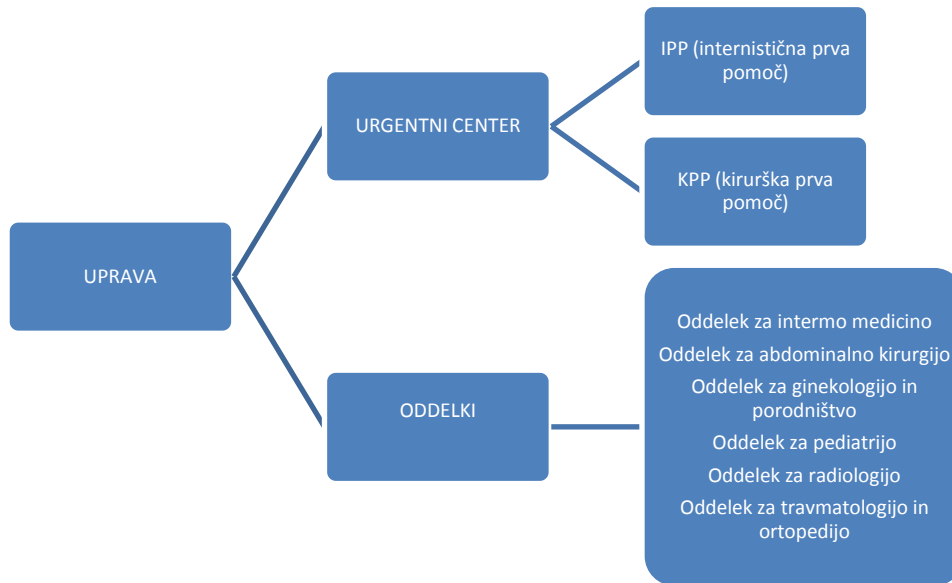 IPP (internistična prva
pomoč)
URGENTNI CENTER
KPP (kirurška prva
pomoč)
UPRAVA
Oddelek za intermo medicino
Oddelek za abdominalno kirurgijo
Oddelek za ginekologijo in
porodništvo
ODDELKI
Oddelek za pediatrijo
Oddelek za radiologijo
Oddelek za travmatologijo in
ortopedijo